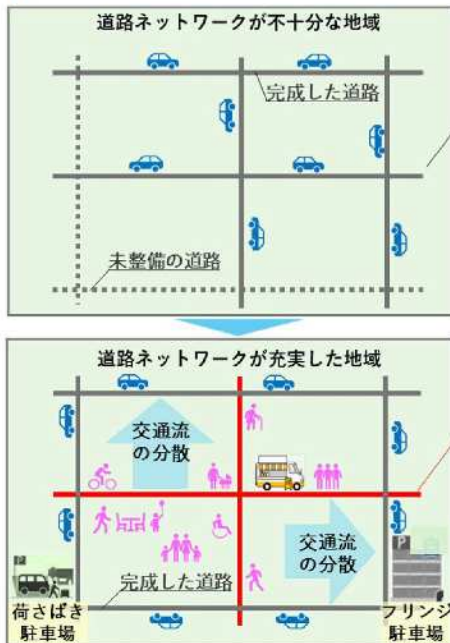 道路ネットワークが不十分な地域
完成した道路
未整備の道路
道路ネットワークが充実した地域
交通流
の分散
交通流
の分散
P
P
完成した道路
荷さばき
駐車場
フリンジ
駐車場